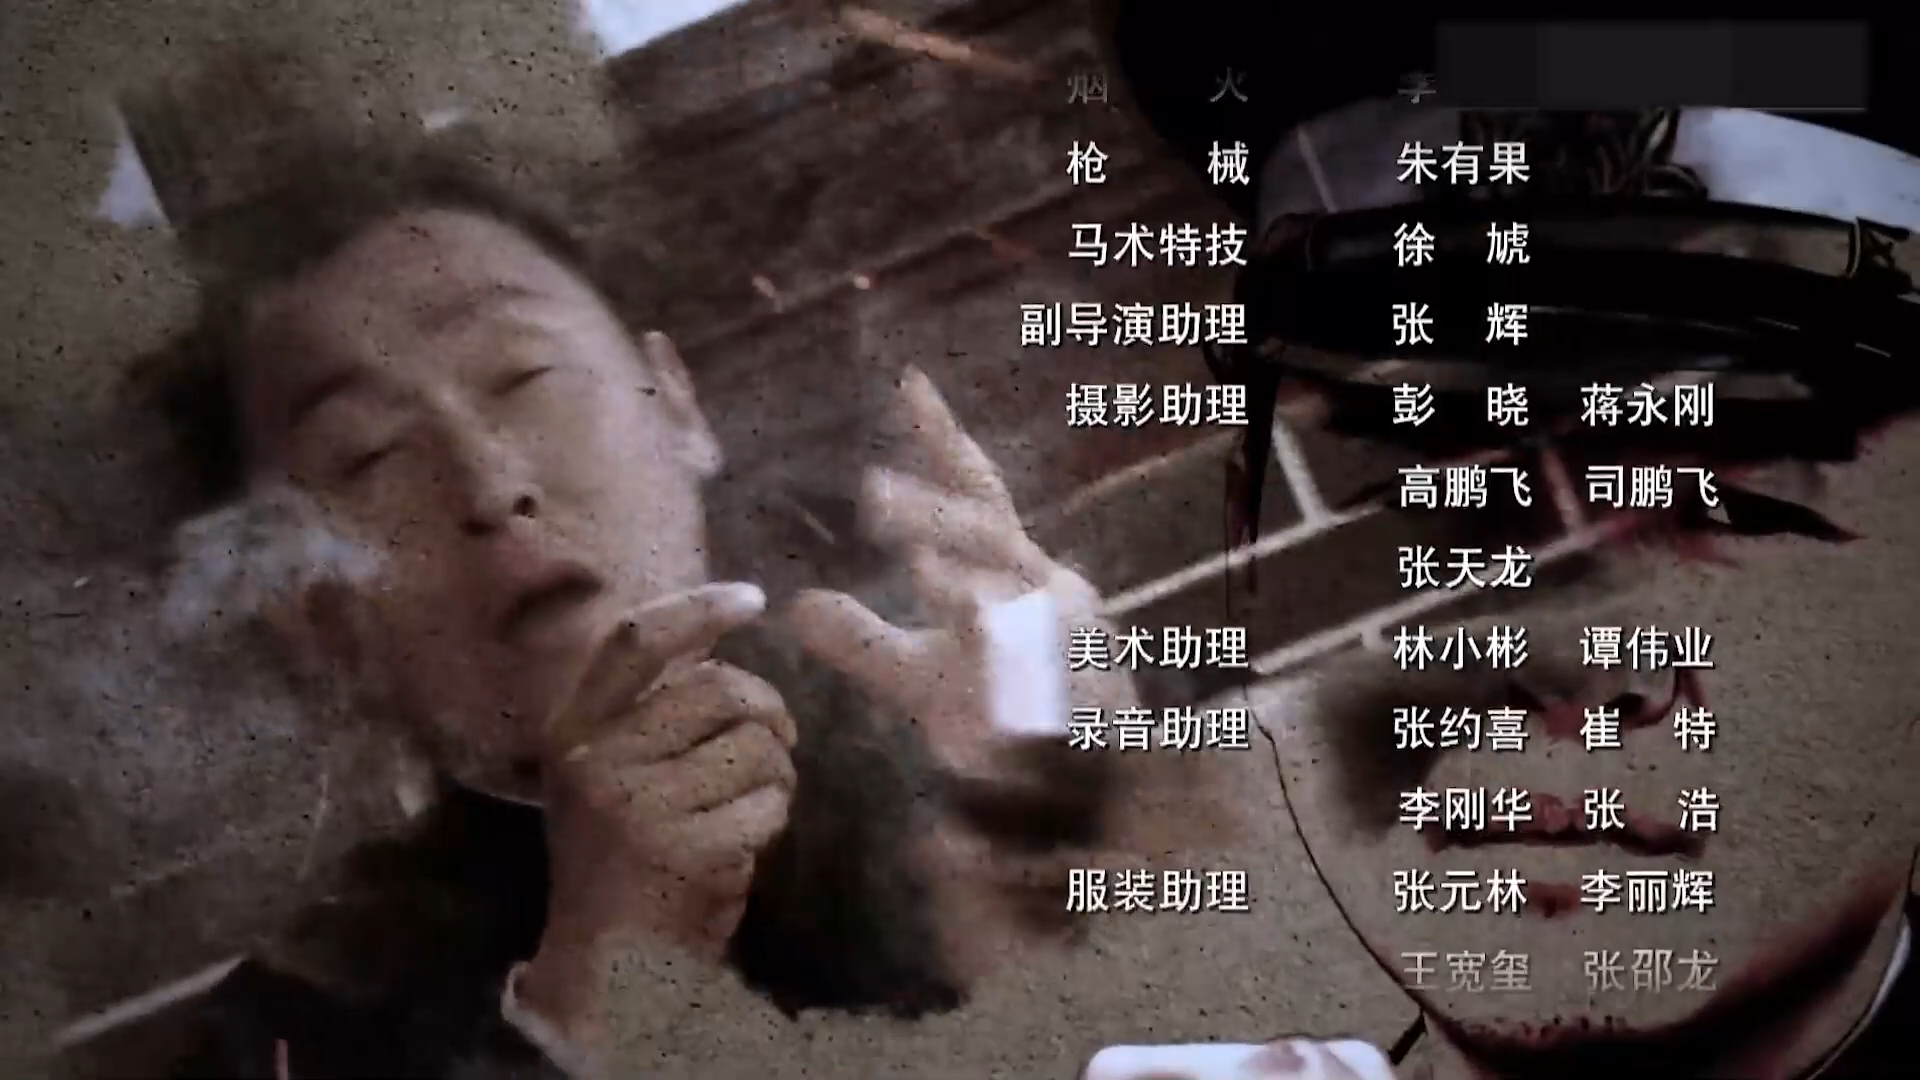 烟 火 李
枪 械 朱有果
马术特技 徐 虓
副导演助理 张 辉
摄影助理 彭 晓 蒋永刚
高鹏飞 司鹏飞
张天龙
美术助理 林小彬 谭伟业
录音助理 张约喜 崔 特
李刚华 张 浩
服装助理 张元林 李丽辉
王宽玺 张邵龙